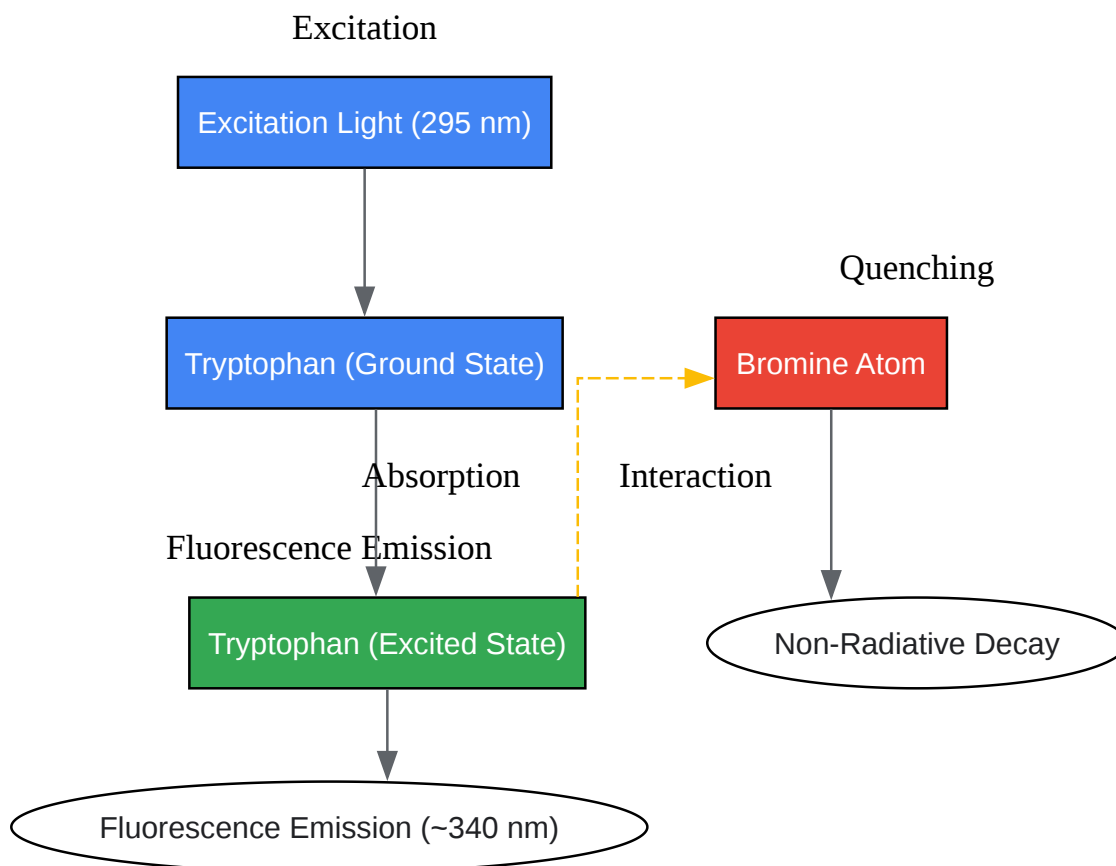 Excitation
Excitation Light (295 nm)
Quenching
Tryptophan (Ground State)
Bromine Atom
Absorption
Interaction
Fluorescence Emission
Tryptophan (Excited State)
Non-Radiative Decay
Fluorescence Emission (~340 nm)